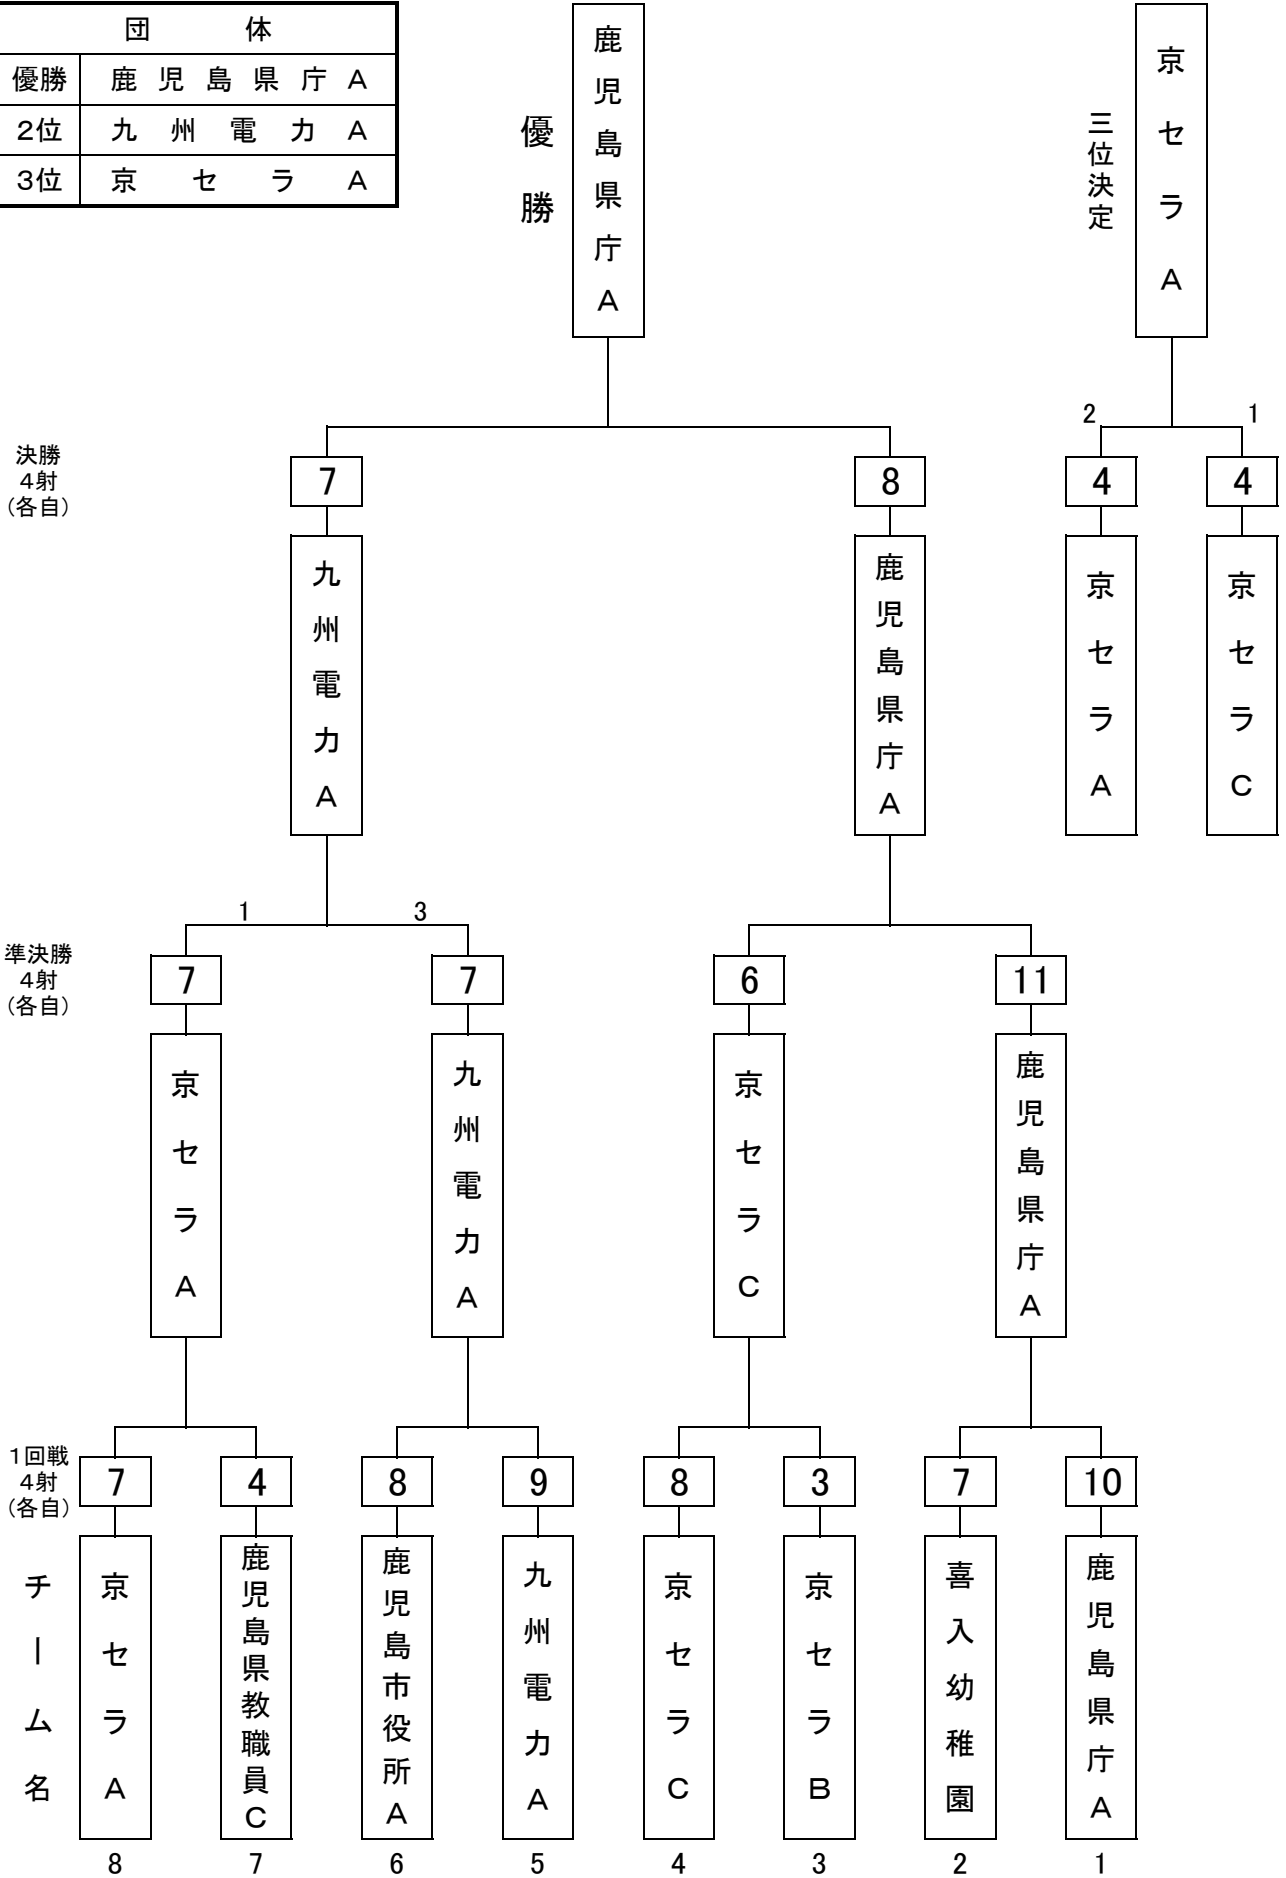 団 体
優勝 鹿児島県庁A
2位 九州電力A
3位 京セラA
優勝
鹿児島県庁A
三位決定
京セラA
2 1
決勝
4射
(各自)
7 8 4 4
九州電力A
鹿児島県庁A
京セラA
京セラC
1 3
準決勝
4射
(各自)
7 7 6 11
京セラA
九州電力A
京セラC
鹿児島県庁A
1回戦
4射
(各自)
7 4 8 9 8 3 7 10
チーム名
京セラA
鹿児島県教職員C
鹿児島市役所A
九州電力A
京セラC
京セラB
喜入幼稚園
鹿児島県庁A
8 7 6 5 4 3 2 1